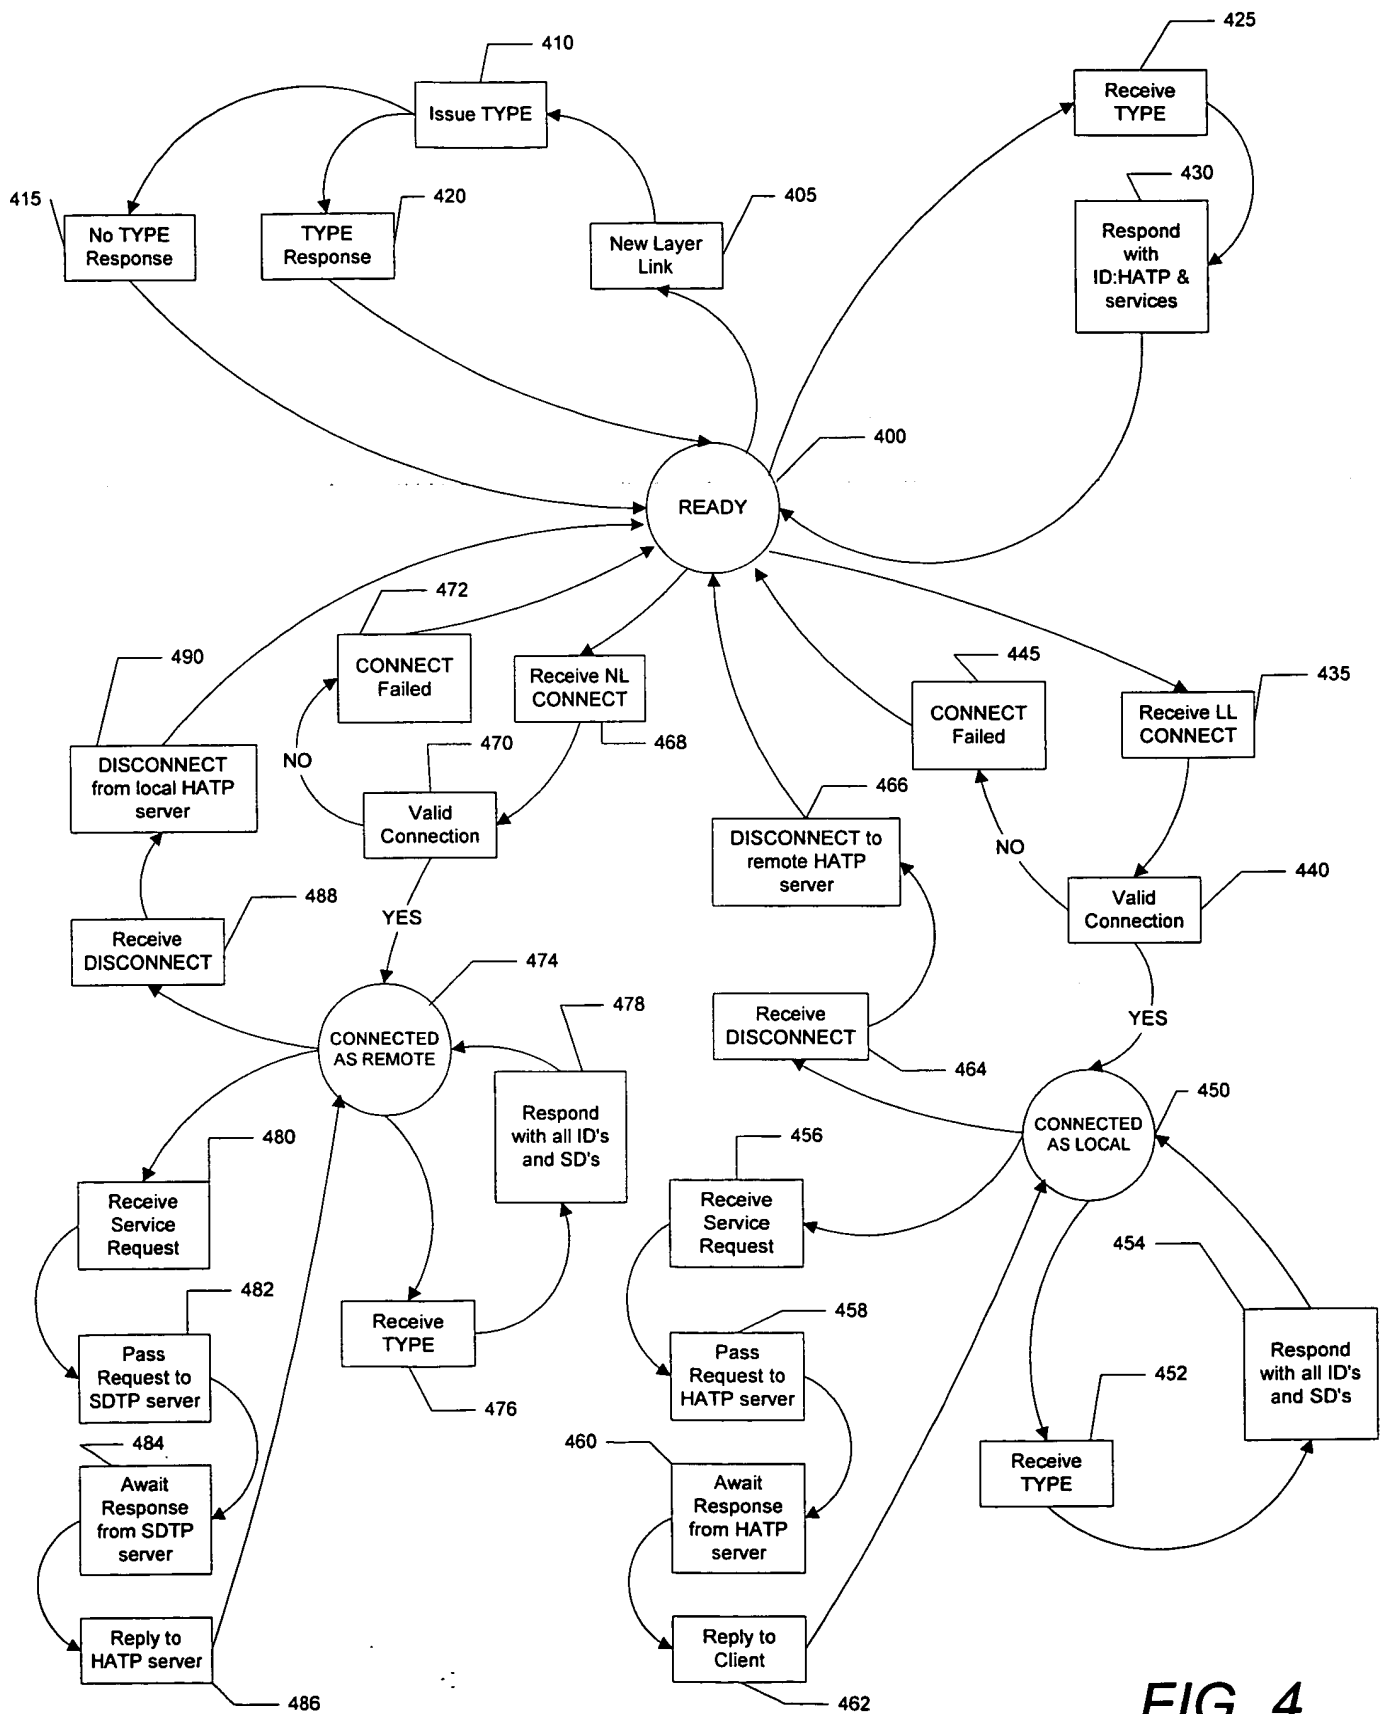 410
Issue TYPE
425
Receive
TYPE
415
No TYPE
Response
420
TYPE
Response
405
New Layer
Link
430
Respond
with
ID:HATP &
services
400
READY
472
CONNECT
Failed
490
DISCONNECT
from local HATP
server
NO
Receive NL
CONNECT
468
470
Valid
Connection
445
CONNECT
Failed
435
Receive LL
CONNECT
466
DISCONNECT to
remote HATP
server
NO
440
Valid
Connection
488
Receive
DISCONNECT
YES
474
CONNECTED
AS REMOTE
478
Respond
with all ID's
and SD's
Receive
DISCONNECT
464
YES
450
CONNECTED
AS LOCAL
480
Receive
Service
Request
456
Receive
Service
Request
482
Pass
Request to
SDTP server
Receive
TYPE
476
458
Pass
Request to
HATP server
454
Respond
with all ID's
and SD's
452
Receive
TYPE
484
Await
Response
from SDTP
server
460
Await
Response
from HATP
server
Reply to
HATP server
486
Reply to
Client
462
FIG. 4